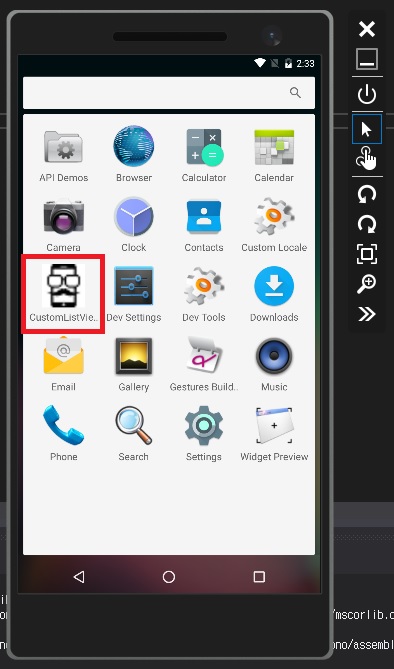 2:33
API Demos
Browser
Calculator
Calendar
Camera
Clock
Contacts
Custom Locale
CustomListVie..
Dev Settings
Dev Tools
Downloads
Email
Gallery
Gestures Build..
Music
Phone
Search
Settings
Widget Preview
/mscorlib.c
ono/assembl